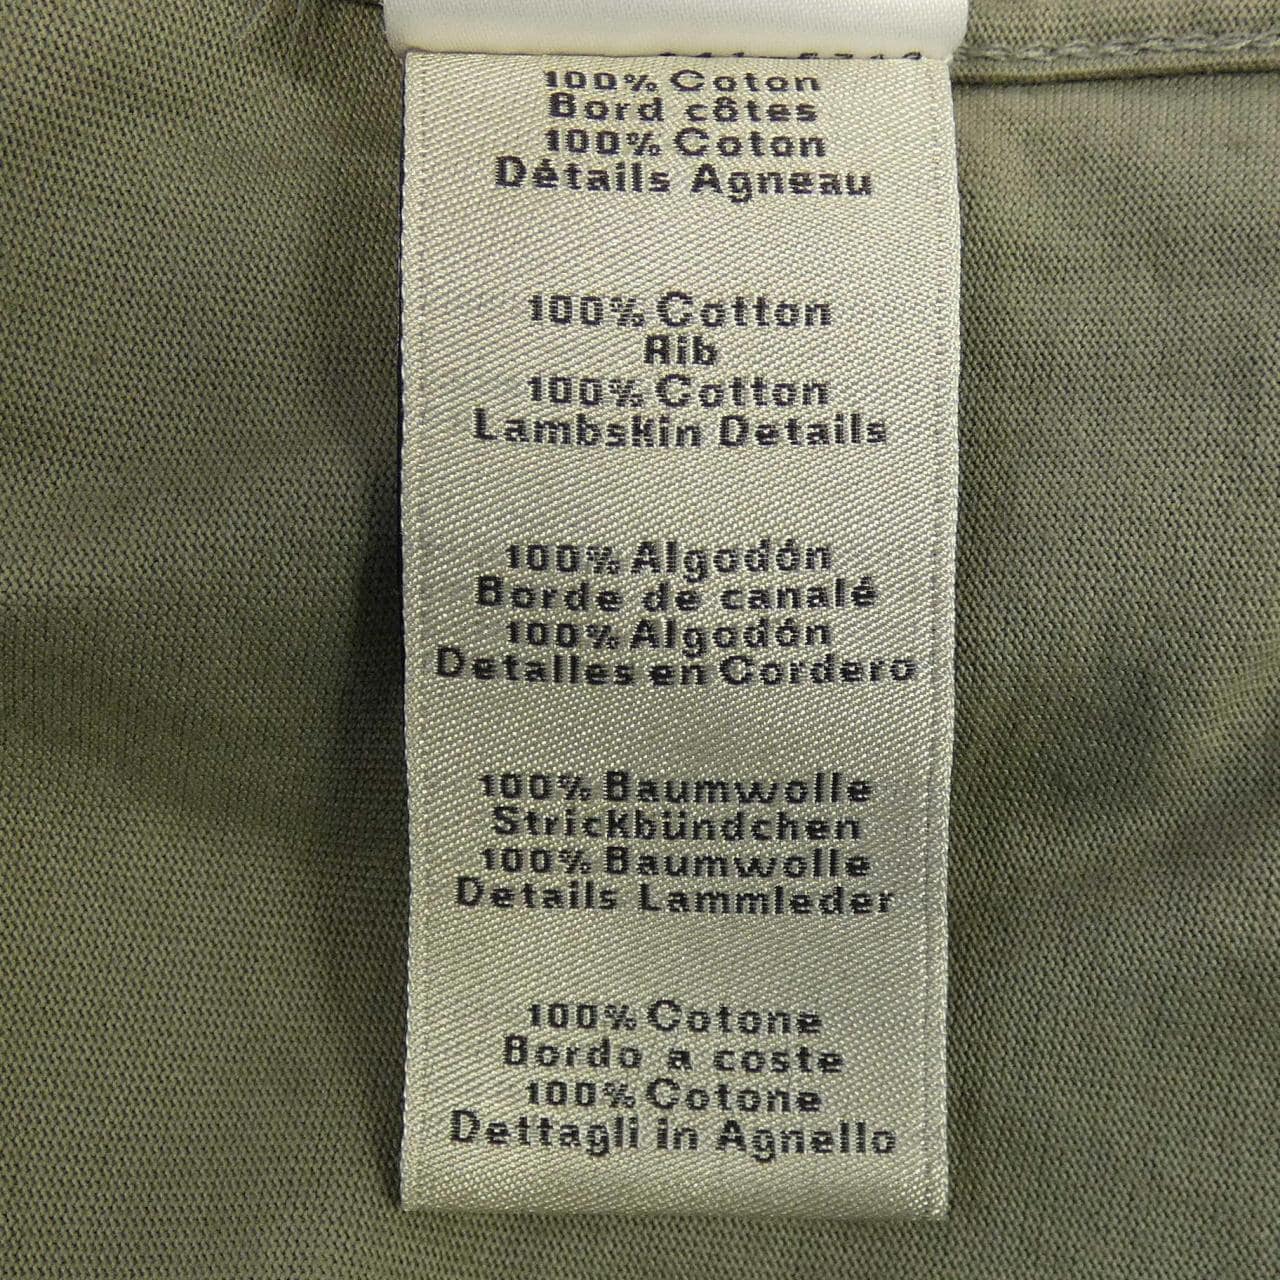 100% Coton
Bord côtes
100% Coton
Détails Agneau
100% Cotton
Rib
100% Cotton
Lambskin Details
100% Algodón
Borde de canalé
100% Algodón
Detalles en Cordero
100% Baumwolle
Strickbündchen
100% Baumwolle
Details Lammleder
100% Cotone
Bordo a coste
100% Cotone
Dettagli in Agnello